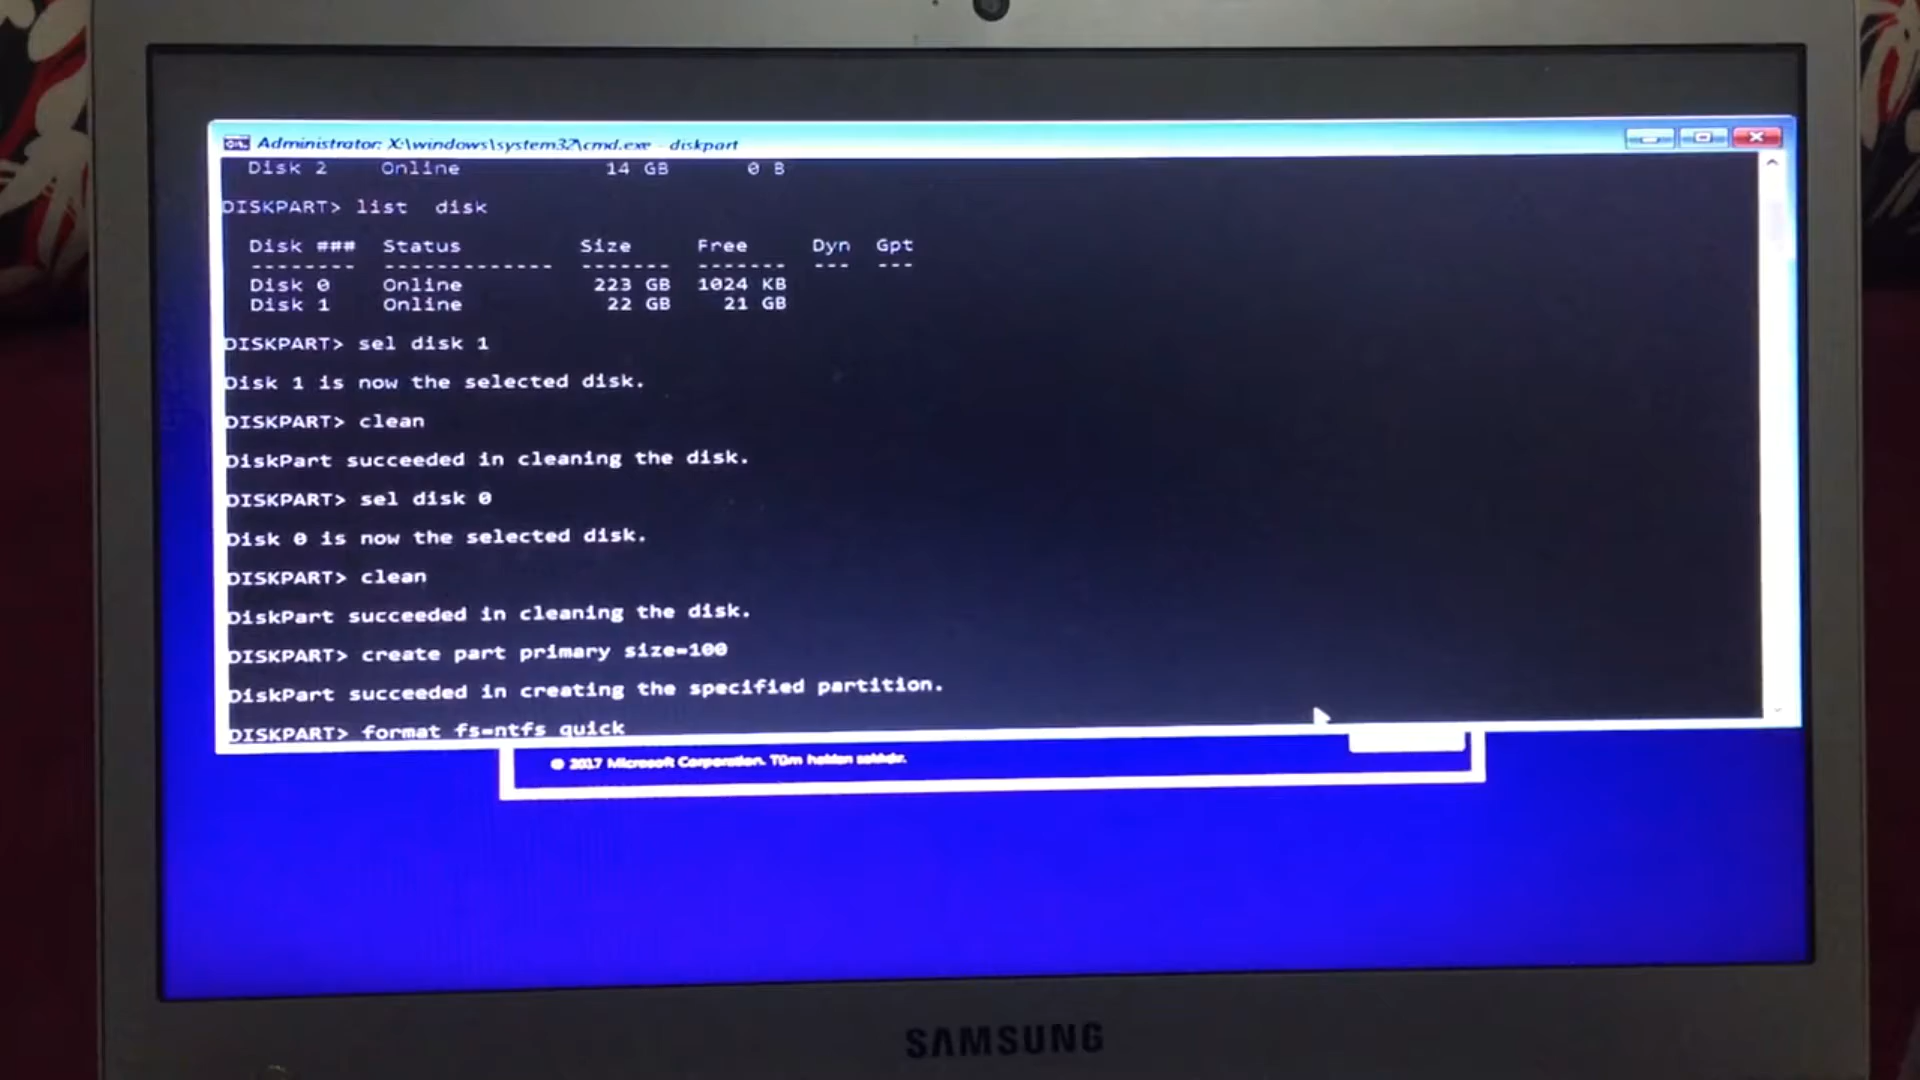 Administrator: X:\windows\system32\cmd.exe - diskpart
Disk 2 Online 14 GB 0 B
DISKPART> list disk
Disk ### Status Size Free Dyn Gpt
-------- ------------- ------- ------- --- ---
Disk 0 Online 223 GB 1024 KB
Disk 1 Online 22 GB 21 GB
DISKPART> sel disk 1
Disk 1 is now the selected disk.
DISKPART> clean
DiskPart succeeded in cleaning the disk.
DISKPART> sel disk 0
Disk 0 is now the selected disk.
DISKPART> clean
DiskPart succeeded in cleaning the disk.
DISKPART> create part primary size=100
DiskPart succeeded in creating the specified partition.
DISKPART> format fs=ntfs quick
© 2017 Microsoft Corporation. Tüm hakları saklıdır.
SAMSUNG